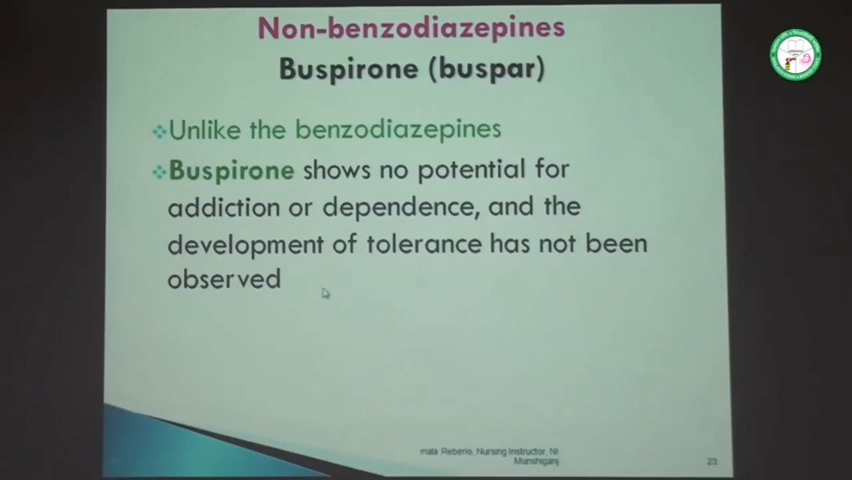 Non-benzodiazepines
Buspirone (buspar)
Unlike the benzodiazepines
Buspirone shows no potential for
addiction or dependence, and the
development of tolerance has not been
observed
mala Reberio, Nursing Instructor, NI
Munshiganj
23